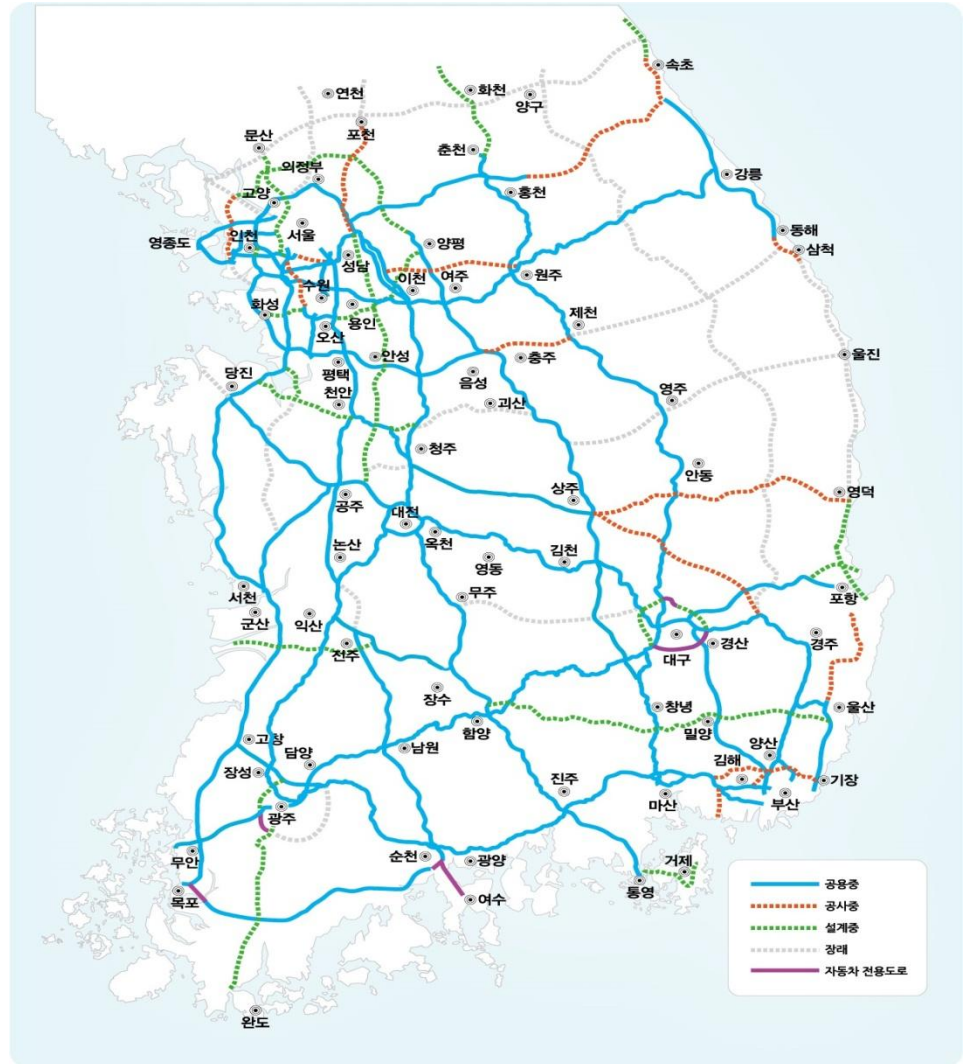 속초
연천
화천
양구
포천
문산
춘천
의정부
강릉
홍천
고양
서울
동해
영종도
인천
양평
삼척
성남
이천
여주
원주
수원
화성
용인
제천
오산
안성
충주
울진
평택
음성
당진
천안
괴산
영주
청주
안동
상주
영덕
공주
대전
옥천
논산
영동
김천
서천
무주
포항
군산
익산
전주
대구
경산
경주
장수
창녕
울산
함양
밀양
고창
담양
남원
양산
장성
김해
진주
기장
마산
부산
광주
무안
순천
광양
거제
목포
여수
통영
완도
공용중
공사중
설계중
장래
자동차 전용도로